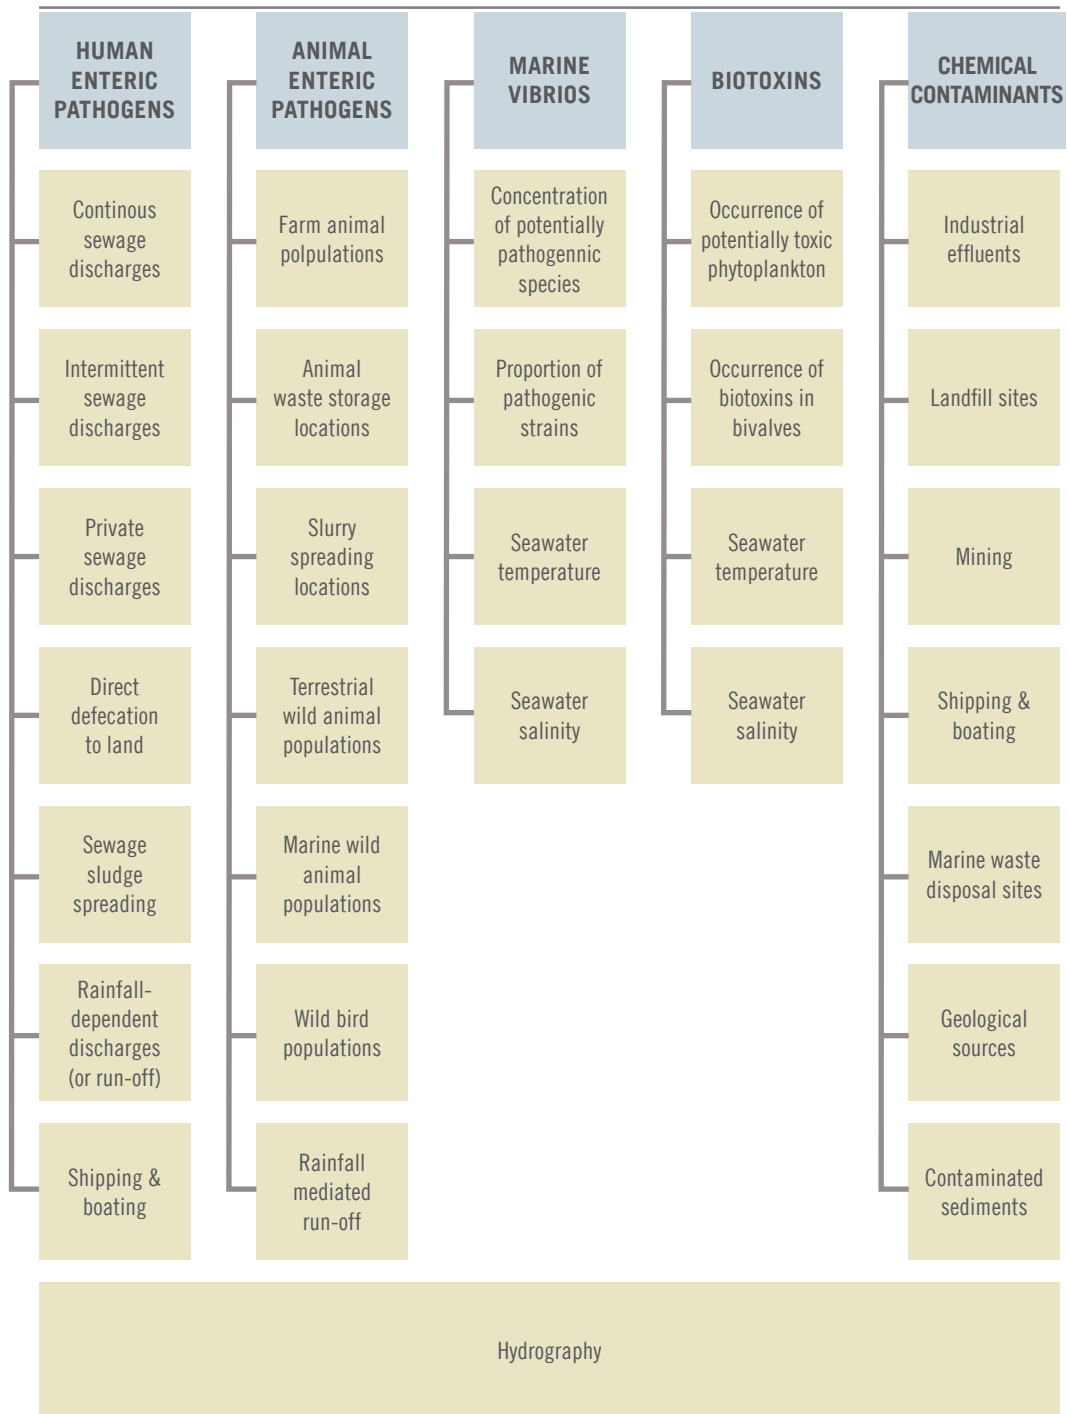 HUMAN
ENTERIC
PATHOGENS
Continous
sewage
discharges
Intermittent
sewage
discharges
Private
sewage
discharges
Direct
defecation
to land
Sewage
sludge
spreading
Rainfall-
dependent
discharges
(or run-off)
Shipping &
boating
ANIMAL
ENTERIC
PATHOGENS
Farm animal
polpulations
Animal
waste storage
locations
Slurry
spreading
locations
Terrestrial
wild animal
populations
Marine wild
animal
populations
Wild bird
populations
Rainfall
mediated
run-off
MARINE
VIBRIOS
Concentration
of potentially
pathogennic
species
Proportion of
pathogenic
strains
Seawater
temperature
Seawater
salinity
BIOTOXINS
Occurrence of
potentially toxic
phytoplankton
Occurrence of
biotoxins in
bivalves
Seawater
temperature
Seawater
salinity
CHEMICAL
CONTAMINANTS
Industrial
effluents
Landfill sites
Mining
Shipping &
boating
Marine waste
disposal sites
Geological
sources
Contaminated
sediments
Hydrography